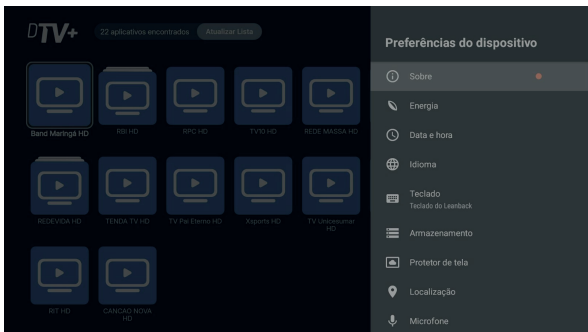 DTV+
22 aplicativos encontrados
Atualizar Lista
Band Maringá HD
RBI HD
RPC HD
TV10 HD
REDE MASSA HD
REDEVIDA HD
TENDA TV HD
TV Pai Eterno HD
Xsports HD
TV Unicesumar
HD
RIT HD
CANCAO NOVA
HD
Preferências do dispositivo
Sobre
Energia
Data e hora
Idioma
Teclado
Teclado do Leanback
Armazenamento
Protetor de tela
Localização
Microfone